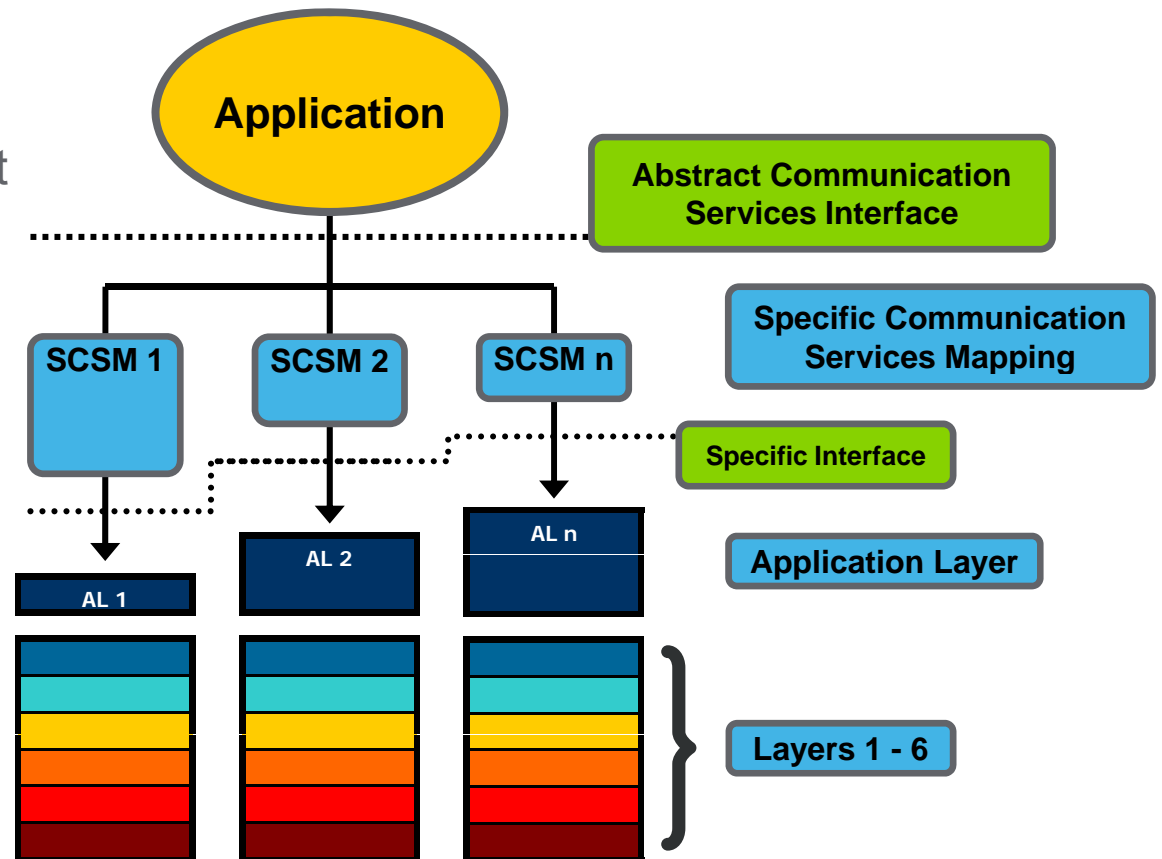 Application
t
Abstract Communication
Services Interface
Specific Communication
Services Mapping
SCSM 1
SCSM 2
SCSM n
Specific Interface
AL n
AL 2
Application Layer
AL 1
Layers 1 - 6